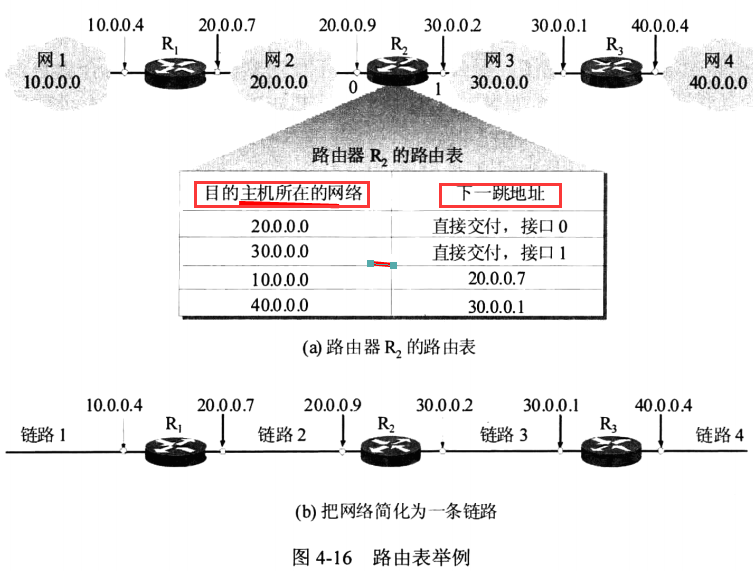 10.0.0.4 20.0.0.7 20.0.0.9 30.0.0.2 30.0.0.1 40.0.0.4
R1 R2 R3
网1 网2 网3 网4
10.0.0.0 20.0.0.0 0 1 30.0.0.0 40.0.0.0
路由器 R2 的路由表
目的主机所在的网络 下一跳地址
20.0.0.0 直接交付，接口 0
30.0.0.0 直接交付，接口 1
10.0.0.0 20.0.0.7
40.0.0.0 30.0.0.1
(a) 路由器 R2 的路由表
10.0.0.4 20.0.0.7 20.0.0.9 30.0.0.2 30.0.0.1 40.0.0.4
链路 1 R1 链路 2 R2 链路 3 R3 链路 4
(b) 把网络简化为一条链路
图 4-16 路由表举例